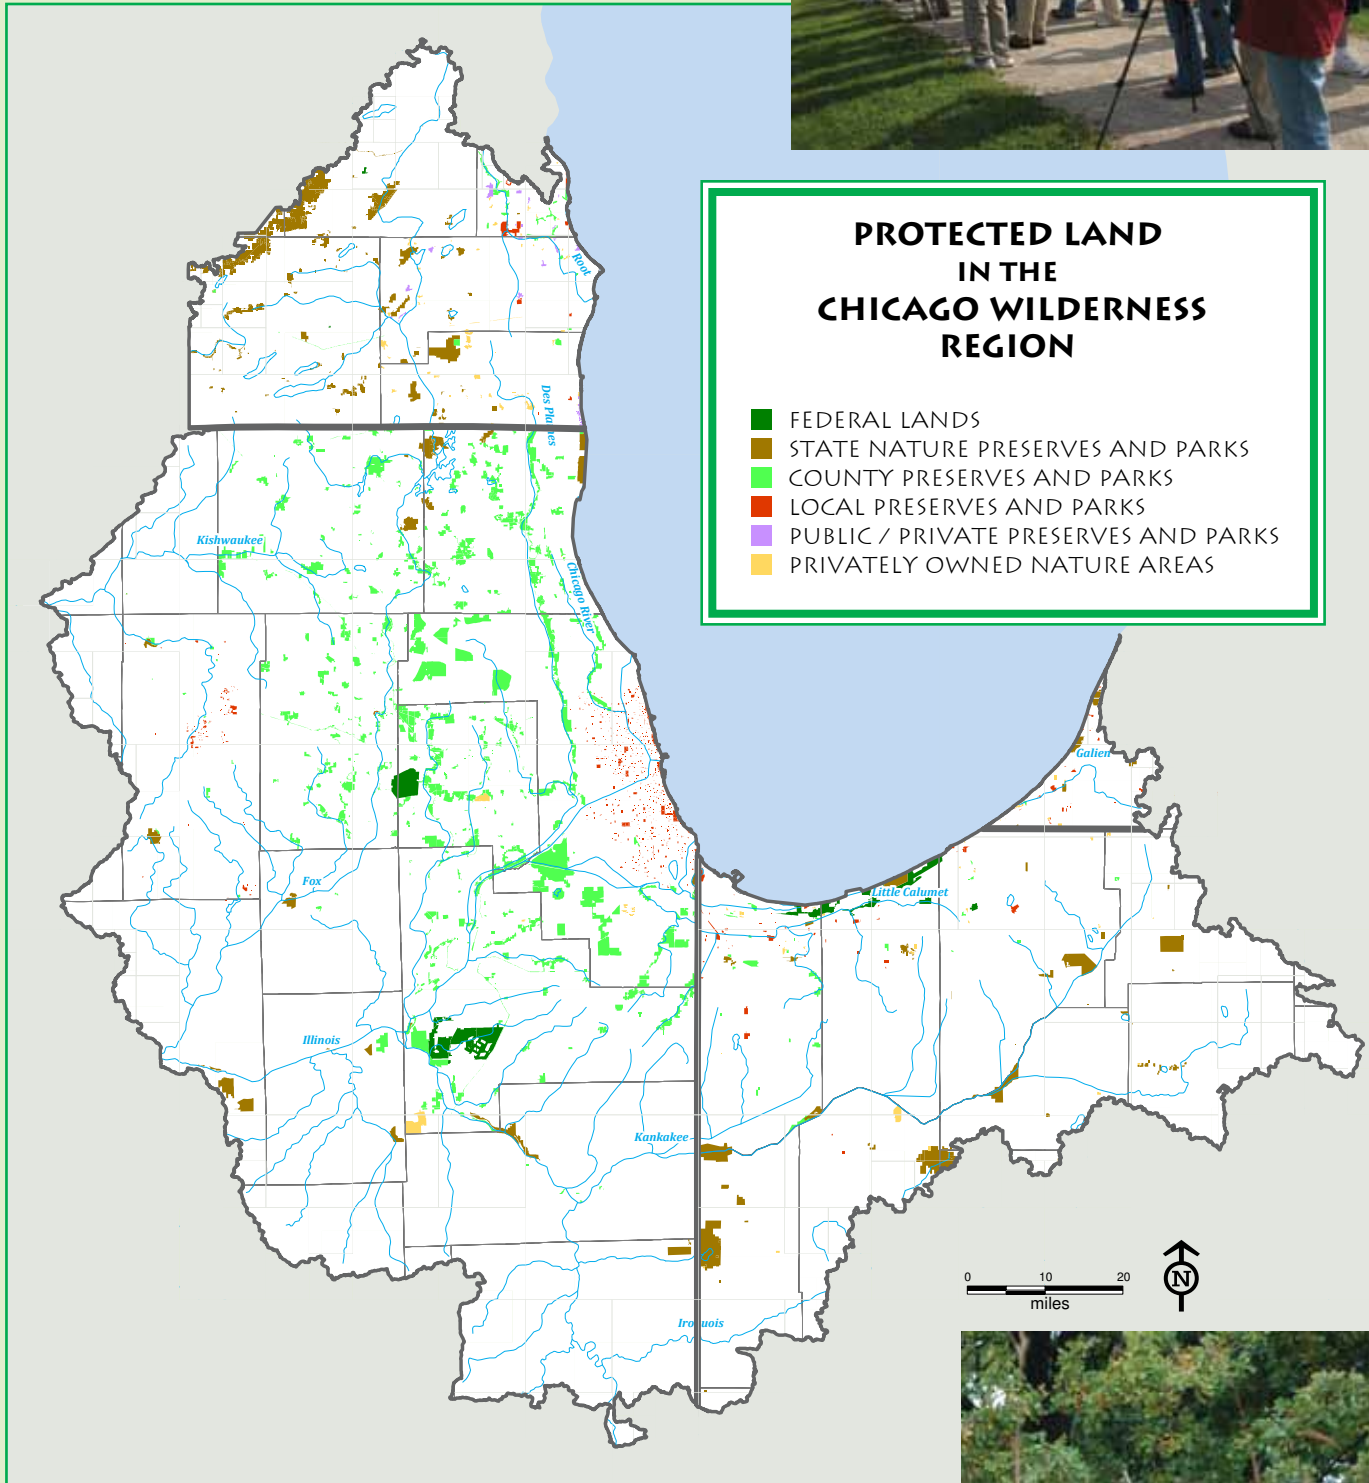 PROTECTED LAND
IN THE
CHICAGO WILDERNESS
REGION
FEDERAL LANDS
STATE NATURE PRESERVES AND PARKS
COUNTY PRESERVES AND PARKS
LOCAL PRESERVES AND PARKS
PUBLIC / PRIVATE PRESERVES AND PARKS
PRIVATELY OWNED NATURE AREAS
Root
Des Plaines
Kishwaukee
Chicago River
Galien
Fox
Little Calumet
Illinois
Kankakee
Iroquois
0 10 20
miles
N